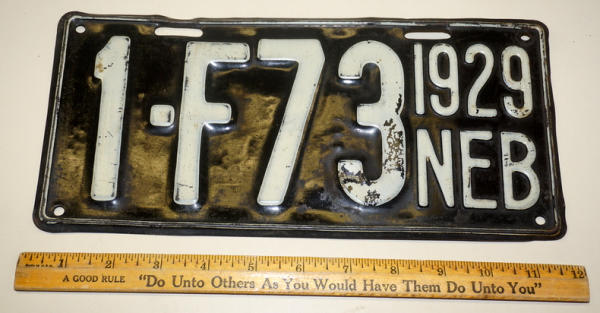 1-F73
1929
NEB
1 2 3 4 5 6 7 8 9 10 11 12
A GOOD RULE "Do Unto Others As You Would Have Them Do Unto You"